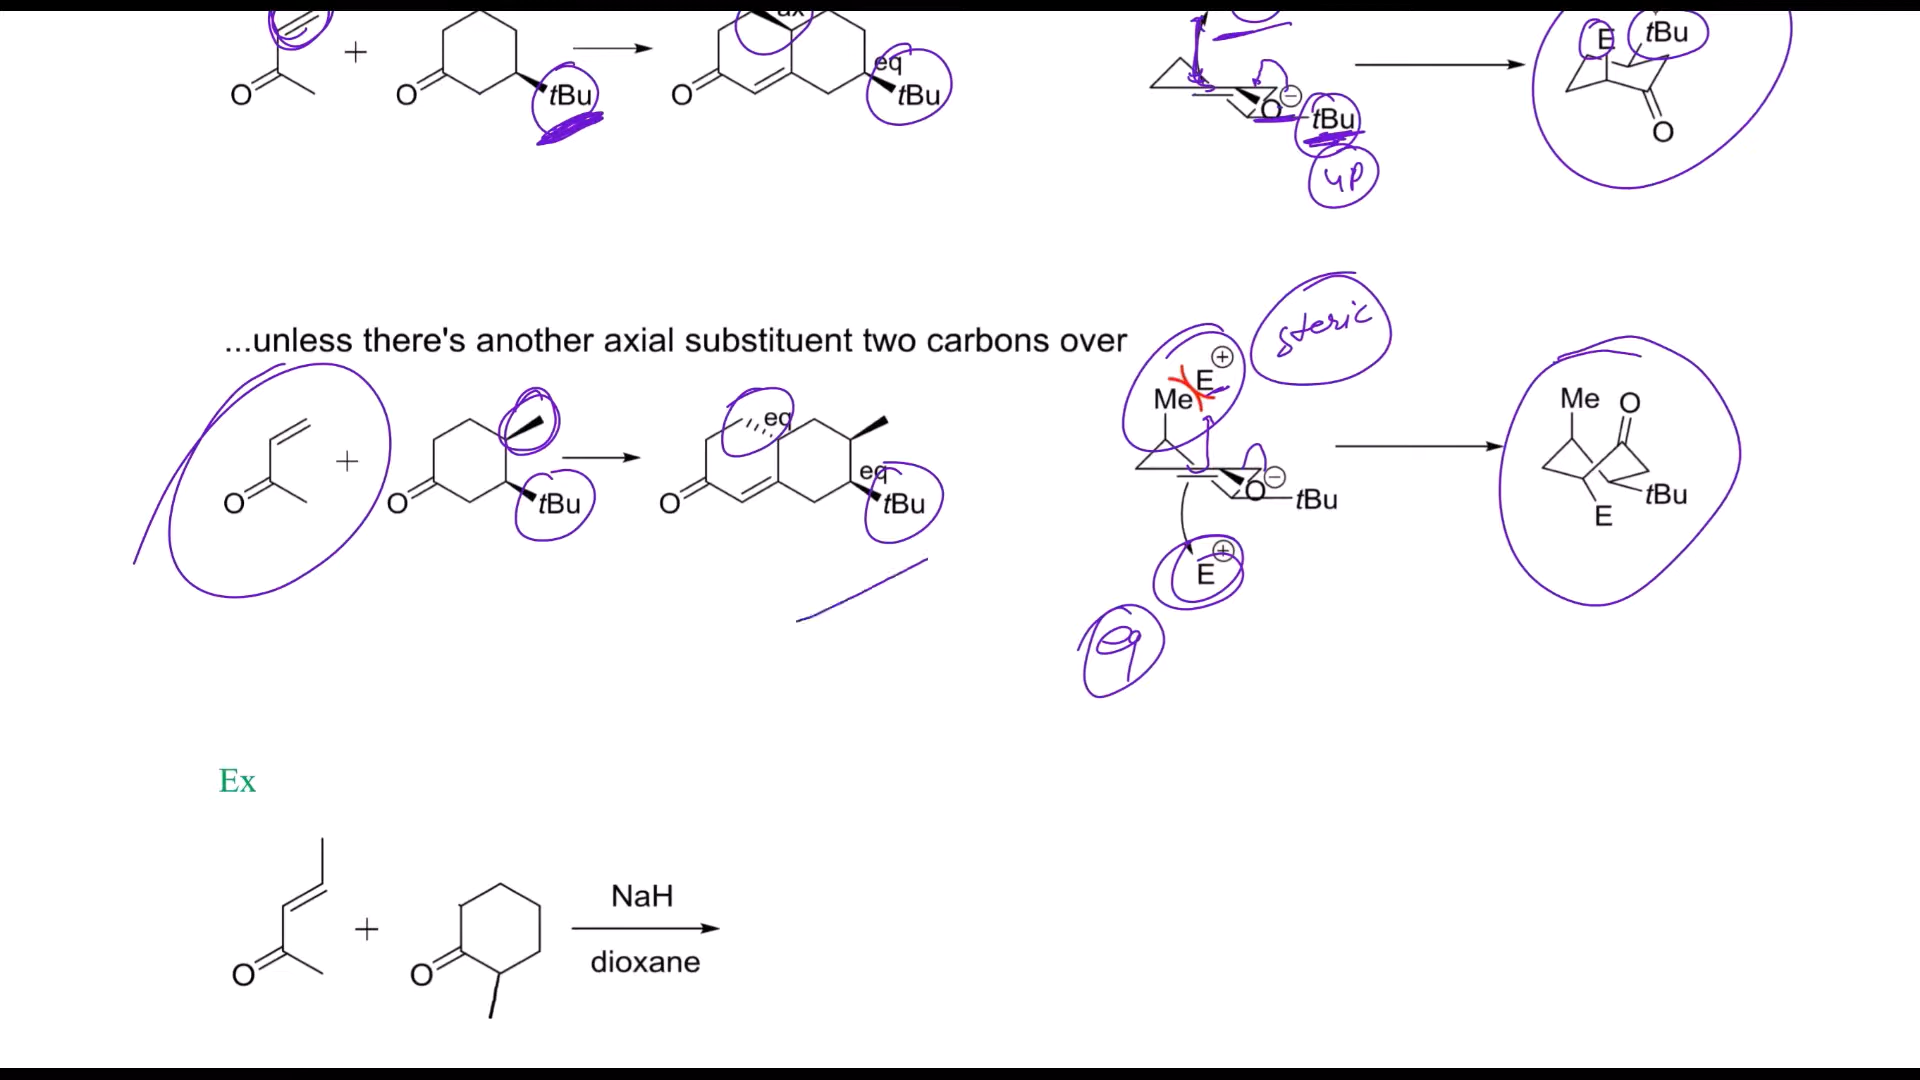 O + O tBu O ax eq tBu O ⊖ tBu E tBu O
up
...unless there's another axial substituent two carbons over
steric
O + O tBu O eq eq tBu Me E ⊕ O ⊖ tBu Me O tBu E
E ⊕
eq
Ex
O + O NaH
dioxane